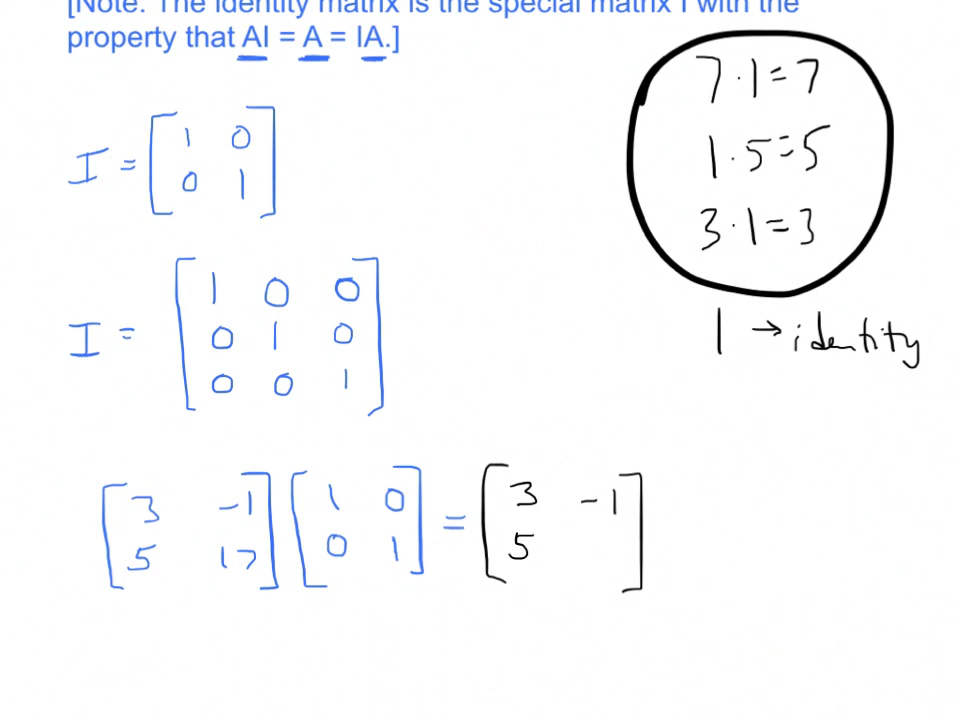 [Note: The identity matrix is the special matrix I with the
property that AI = A = IA.]
7·1=7
1·5=5
3·1=3
1 → identity
I = [1 0
0 1]
I = [1 0 0
0 1 0
0 0 1]
[3 -1 [1 0 = [3 -1
5 17] 0 1] 5 ]